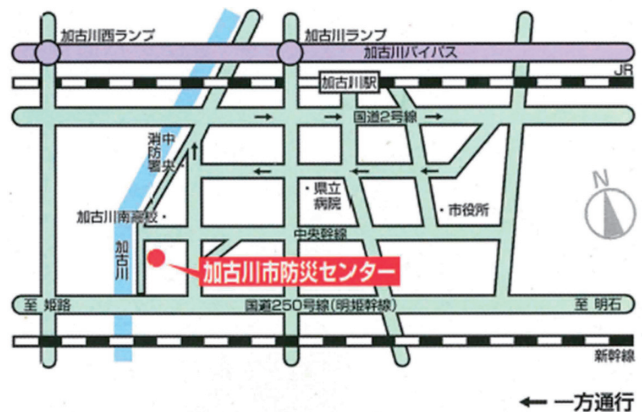 加古川西ランプ
加古川ランプ
加古川バイパス
JR
加古川駅
国道2号線
中央
消防署
県立
病院
加古川南高校
市役所
N
中央幹線
加古川
加古川市防災センター
至 姫路
国道250号線(明姫幹線)
至 明石
新幹線
一方通行